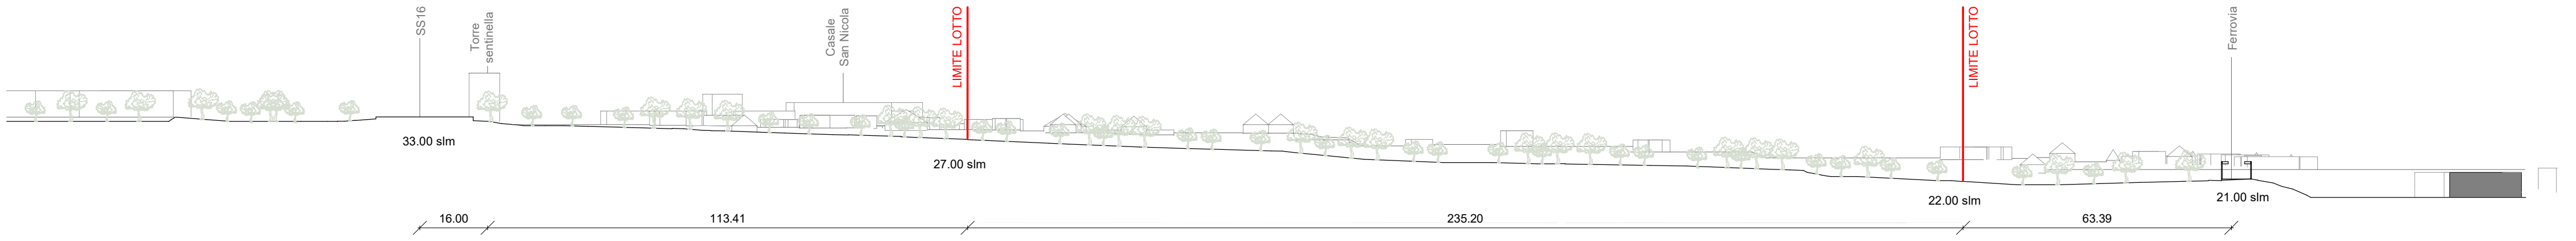 SS16
Torre
sentinella
Casale
San Nicola
LIMITE LOTTO
LIMITE LOTTO
Ferrovia
33.00 slm
27.00 slm
22.00 slm
21.00 slm
16.00
113.41
235.20
63.39